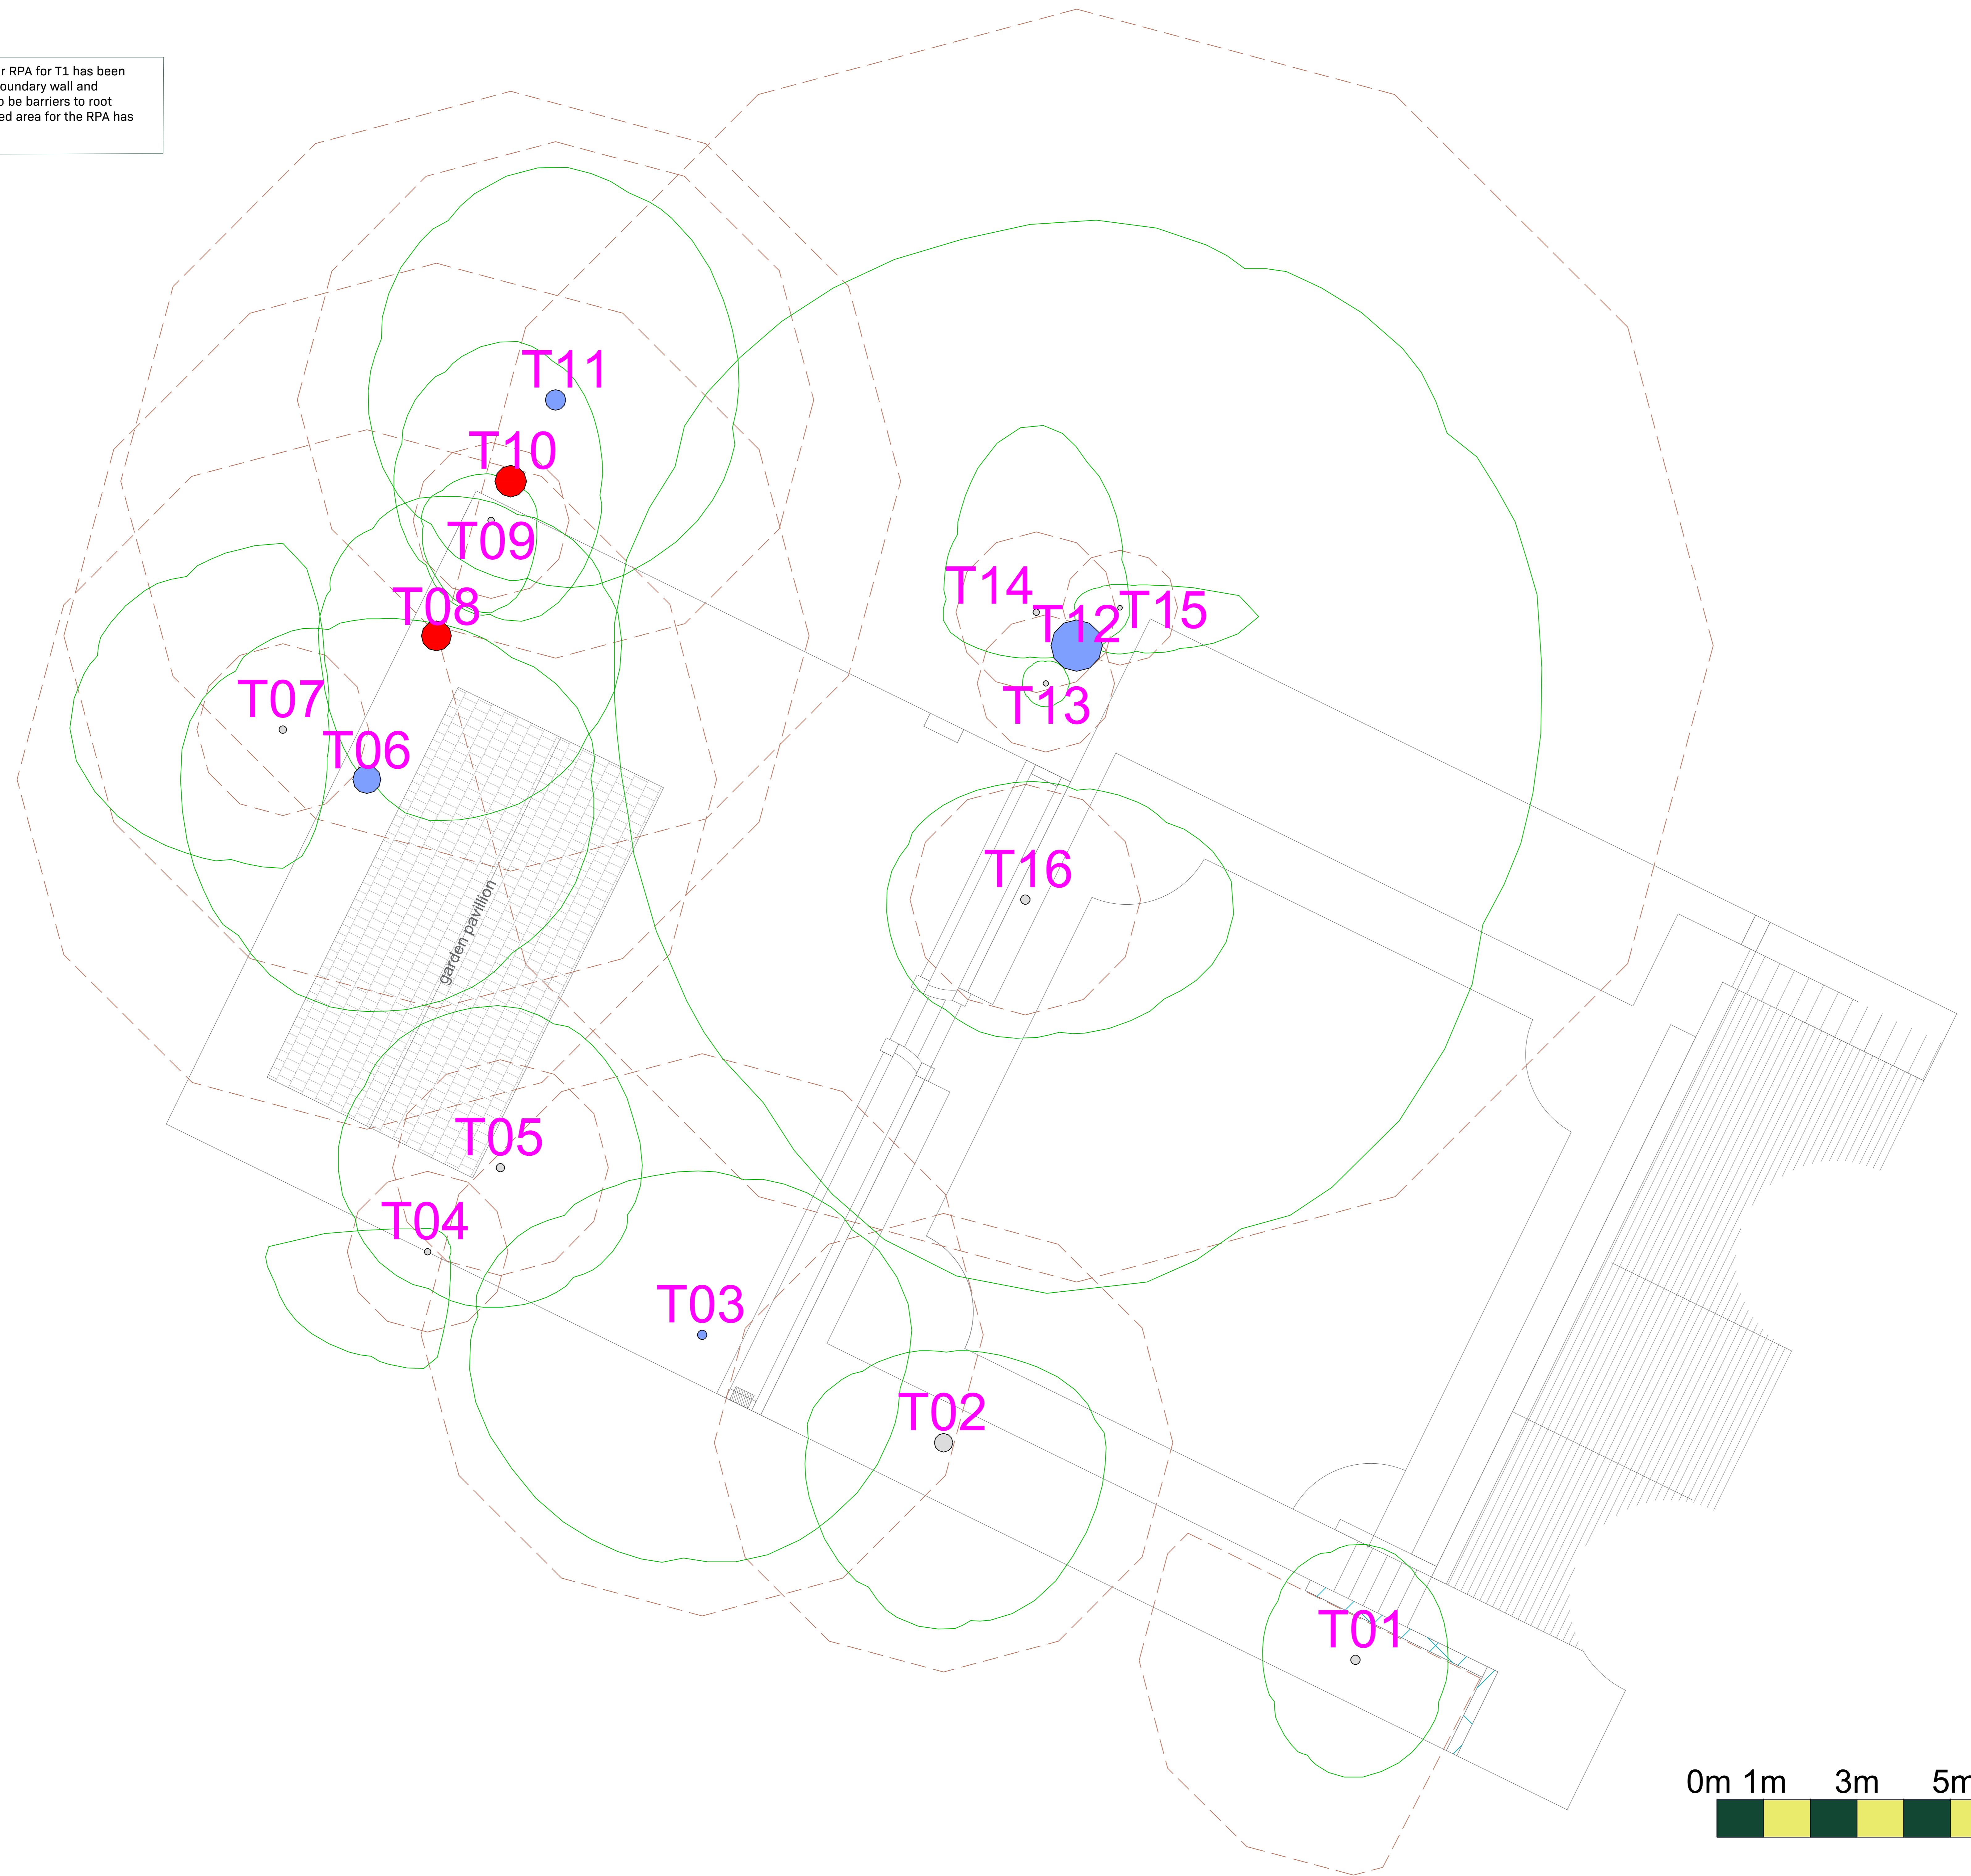 r RPA for T1 has been
oundary wall and
o be barriers to root
ed area for the RPA has
T11
T10
T09
T08
T07
T06
T14
T12
T15
T13
T16
garden pavillion
T05
T04
T03
T02
T01
0m 1m 3m 5m